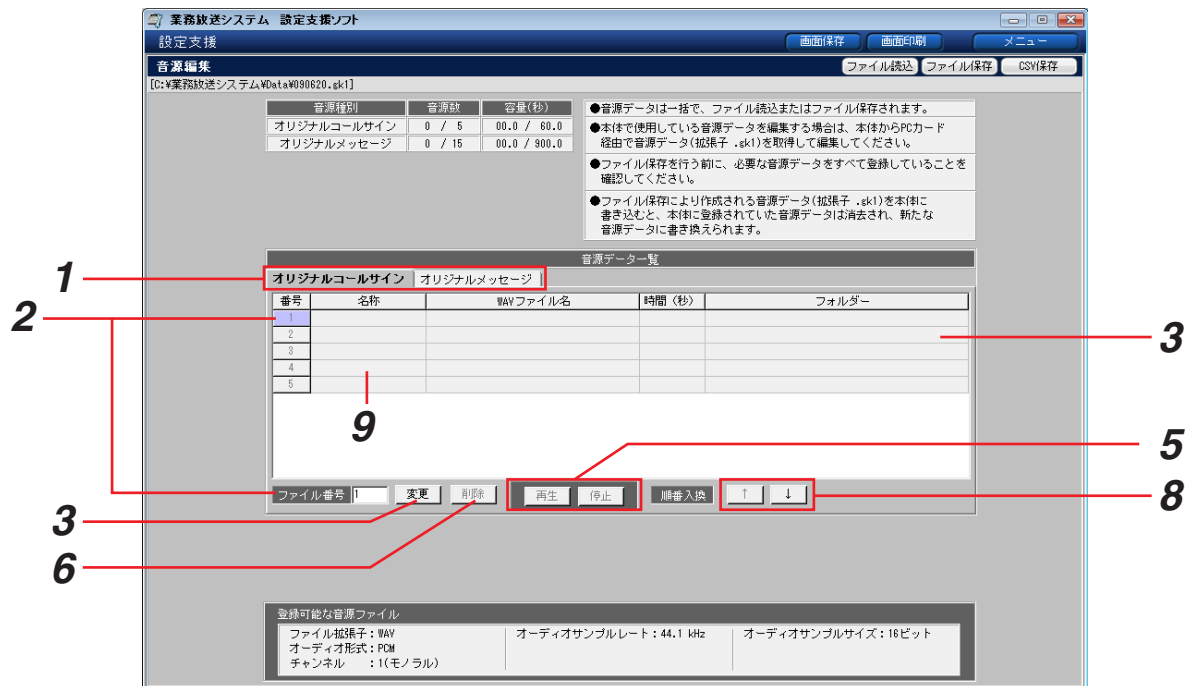 業務放送システム 設定支援ソフト
設定支援 画面保存 画面印刷 メニュー
音源編集 ファイル読込 ファイル保存 CSV保存
[C:¥業務放送システム¥Data¥090620.gk1]
音源種別 音源数 容量(秒)
オリジナルコールサイン 0 / 5 00.0 / 60.0
オリジナルメッセージ 0 / 15 00.0 / 900.0
●音源データは一括で、ファイル読込またはファイル保存されます。
●本体で使用している音源データを編集する場合は、本体からPCカード
経由で音源データ(拡張子 .gk1)を取得して編集してください。
●ファイル保存を行う前に、必要な音源データをすべて登録していることを
確認してください。
●ファイル保存により作成される音源データ(拡張子 .gk1)を本体に
書き込むと、本体に登録されていた音源データは消去され、新たな
音源データに書き換えられます。
音源データ一覧
1
オリジナルコールサイン オリジナルメッセージ
番号 名称 WAVファイル名 時間（秒） フォルダー
2
1
2
3
3
4
5
9
5
ファイル番号 1 変更 削除 再生 停止 順番入換 ↑ ↓
8
3
6
登録可能な音源ファイル
ファイル拡張子：WAV オーディオサンプルレート：44.1 kHz オーディオサンプルサイズ：16ビット
オーディオ形式：PCM
チャンネル ：1(モノラル)